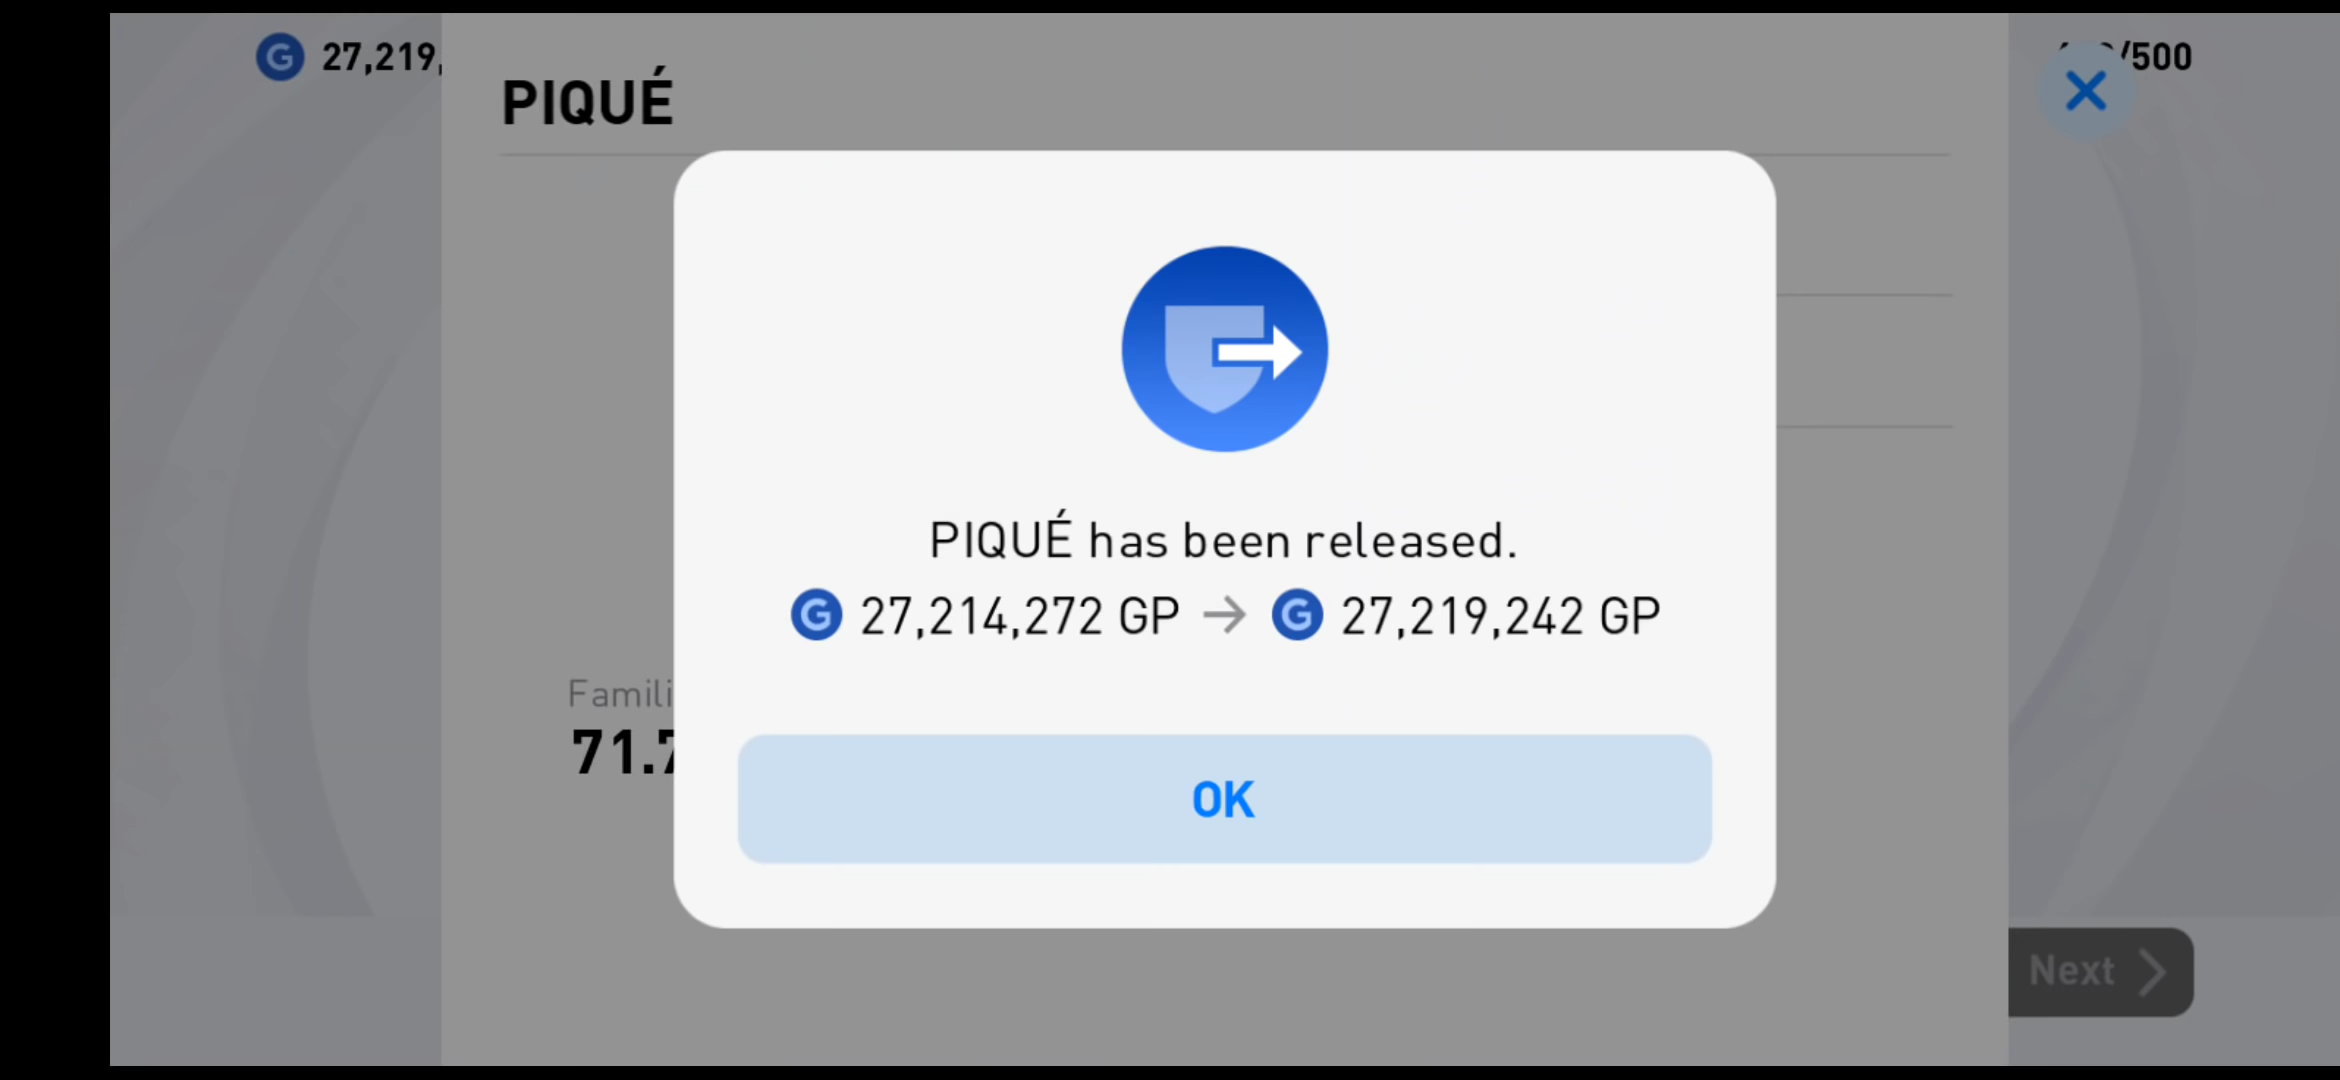 27,219,
/500
PIQUÉ
PIQUÉ has been released.
G 27,214,272 GP → G 27,219,242 GP
Famili
71.7
OK
Next